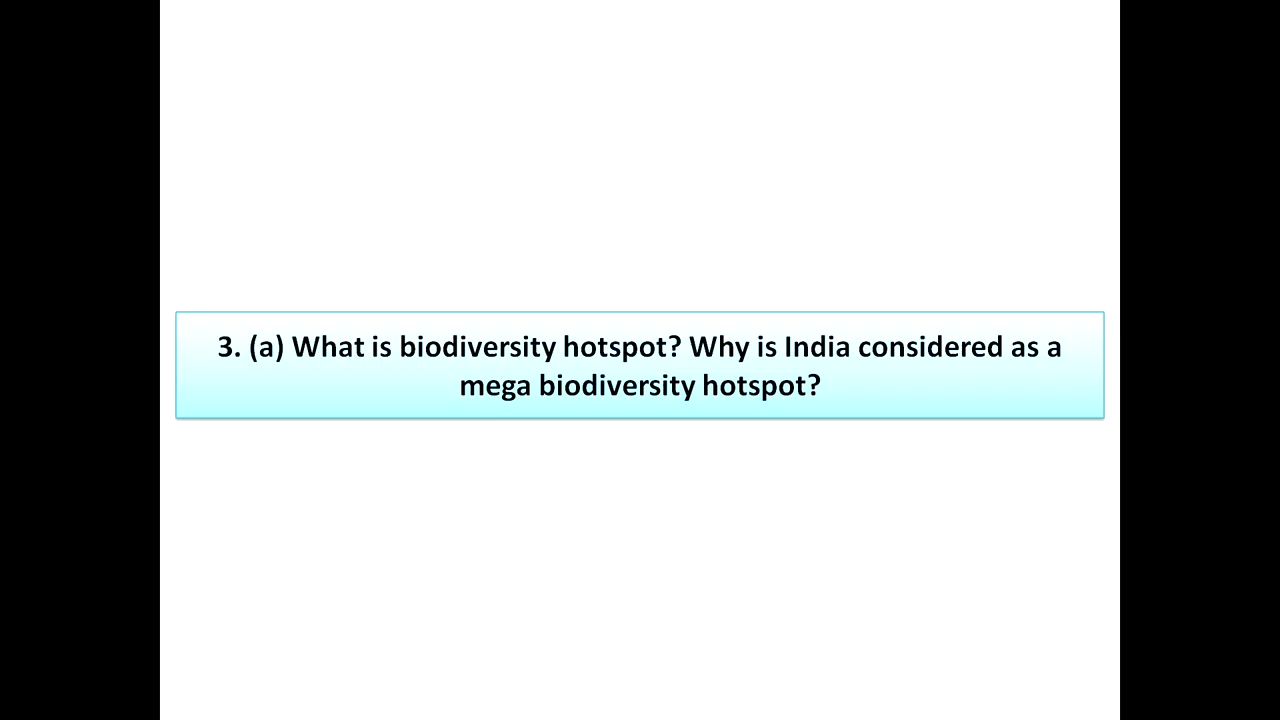 3. (a) What is biodiversity hotspot? Why is India considered as a
mega biodiversity hotspot?